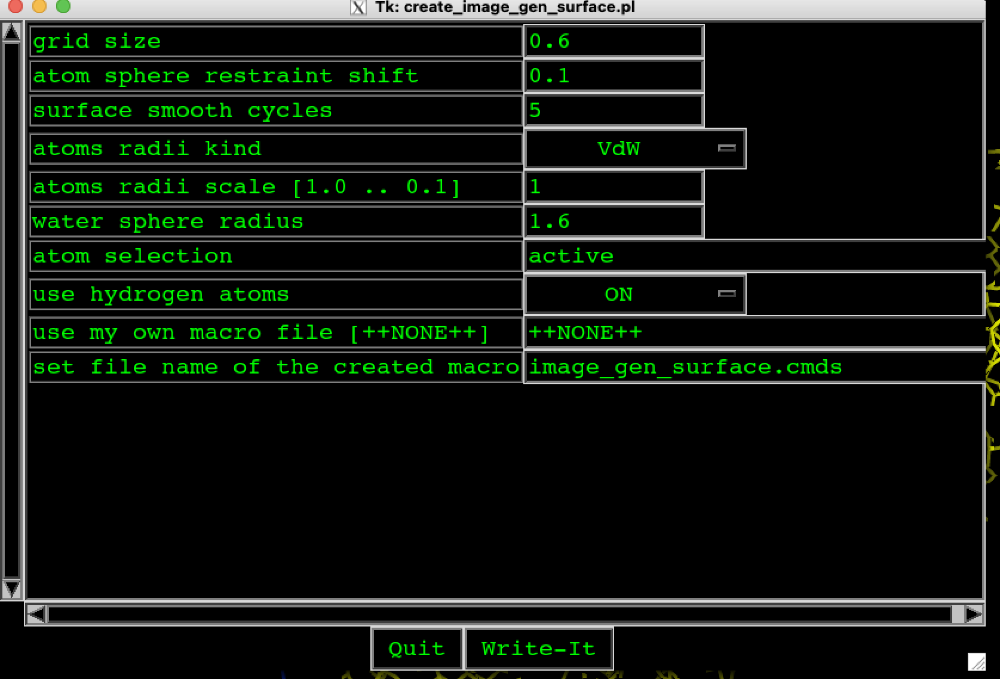 Tk: create_image_gen_surface.pl
grid size 0.6
atom sphere restraint shift 0.1
surface smooth cycles 5
atoms radii kind VdW
atoms radii scale [1.0 .. 0.1] 1
water sphere radius 1.6
atom selection active
use hydrogen atoms ON
use my own macro file [++NONE++] ++NONE++
set file name of the created macro image_gen_surface.cmds
Quit Write-It